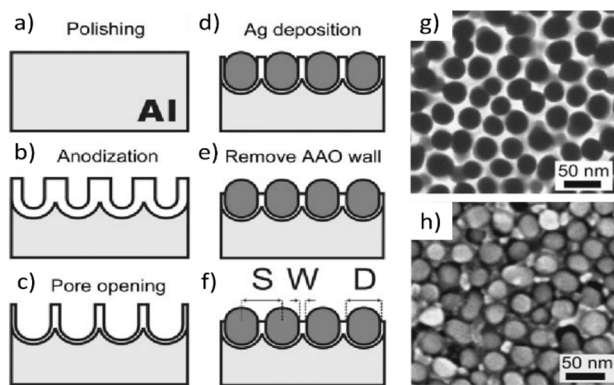 a) Polishing
Al
b) Anodization
c) Pore opening
d) Ag deposition
e) Remove AAO wall
f) S W D
g)
50 nm
h)
50 nm